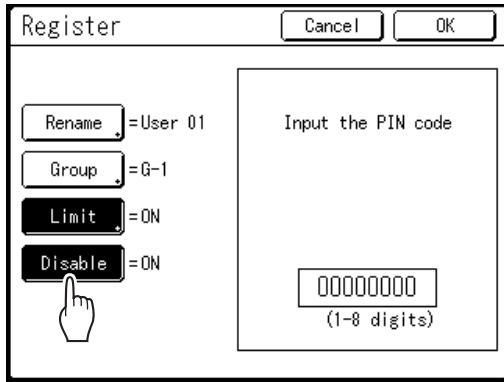 Register
Cancel
OK
Rename =User 01
Group =G-1
Limit =ON
Disable =ON
Input the PIN code
00000000
(1-8 digits)